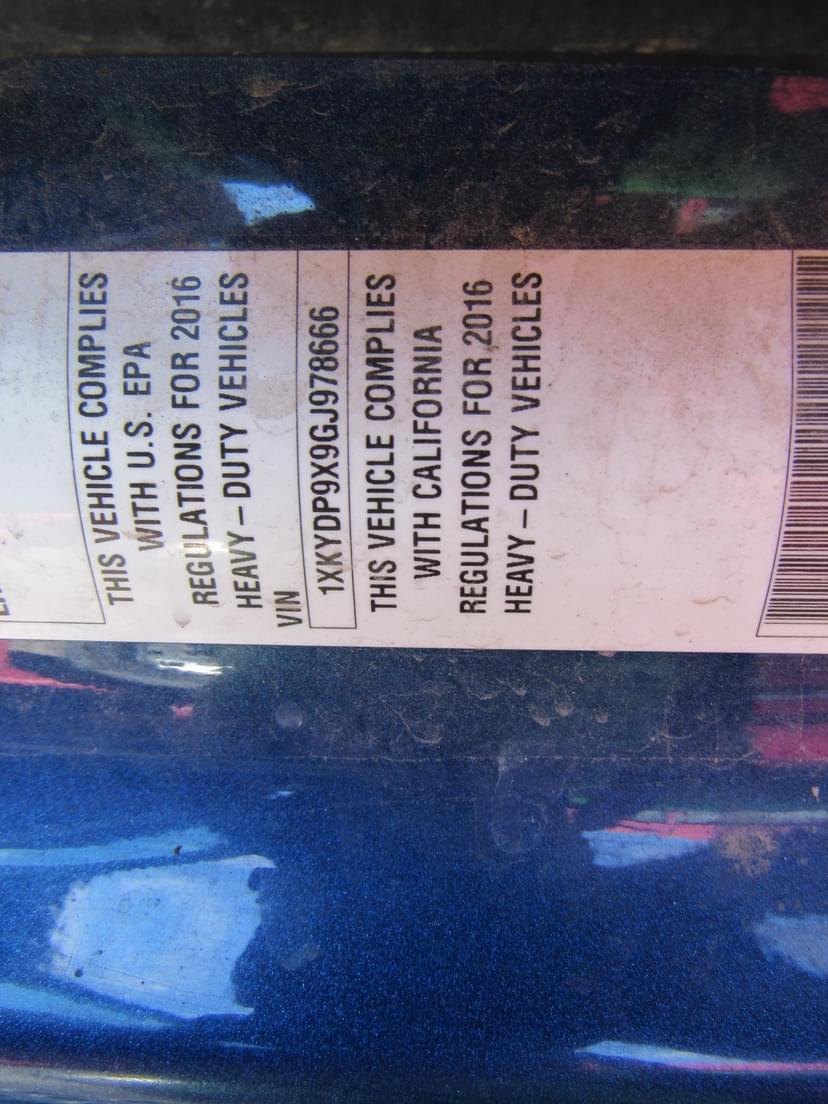 THIS VEHICLE COMPLIES
WITH U.S. EPA
REGULATIONS FOR 2016
HEAVY-DUTY VEHICLES
VIN
1XKYDP9X9GJ978666
THIS VEHICLE COMPLIES
WITH CALIFORNIA
REGULATIONS FOR 2016
HEAVY-DUTY VEHICLES